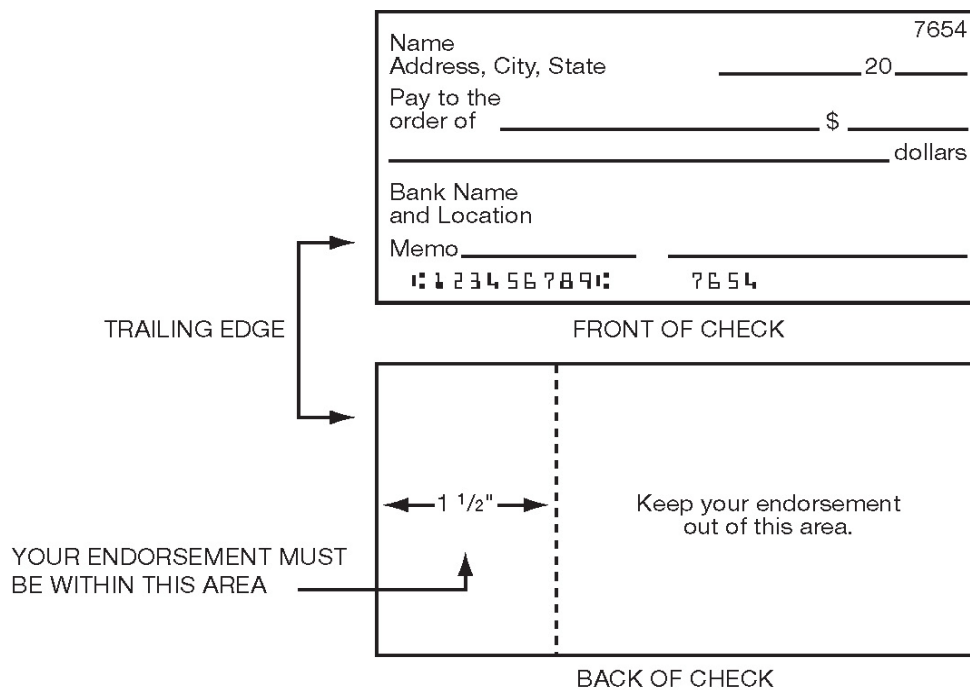 7654
Name
Address, City, State 20
Pay to the
order of $
dollars
Bank Name
and Location
Memo
⑆123456789⑆ 7654
TRAILING EDGE
FRONT OF CHECK
1 1/2"
Keep your endorsement
out of this area.
YOUR ENDORSEMENT MUST
BE WITHIN THIS AREA
BACK OF CHECK